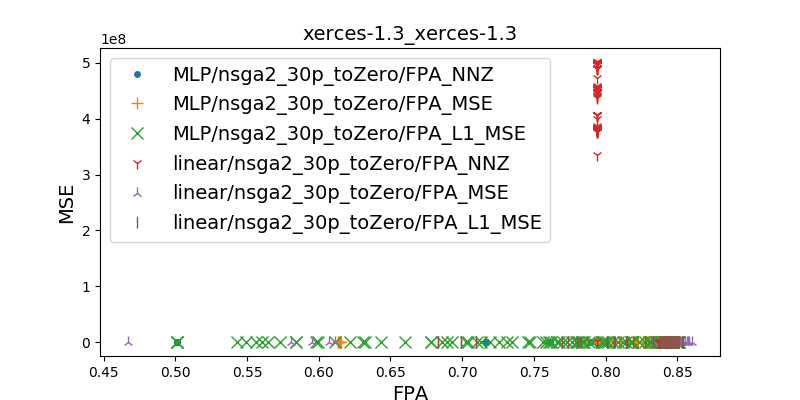 xerces-1.3_xerces-1.3
1e8
MLP/nsga2_30p_toZero/FPA_NNZ
MLP/nsga2_30p_toZero/FPA_MSE
MLP/nsga2_30p_toZero/FPA_L1_MSE
linear/nsga2_30p_toZero/FPA_NNZ
linear/nsga2_30p_toZero/FPA_MSE
linear/nsga2_30p_toZero/FPA_L1_MSE
MSE
5
4
3
2
1
0
0.45 0.50 0.55 0.60 0.65 0.70 0.75 0.80 0.85
FPA